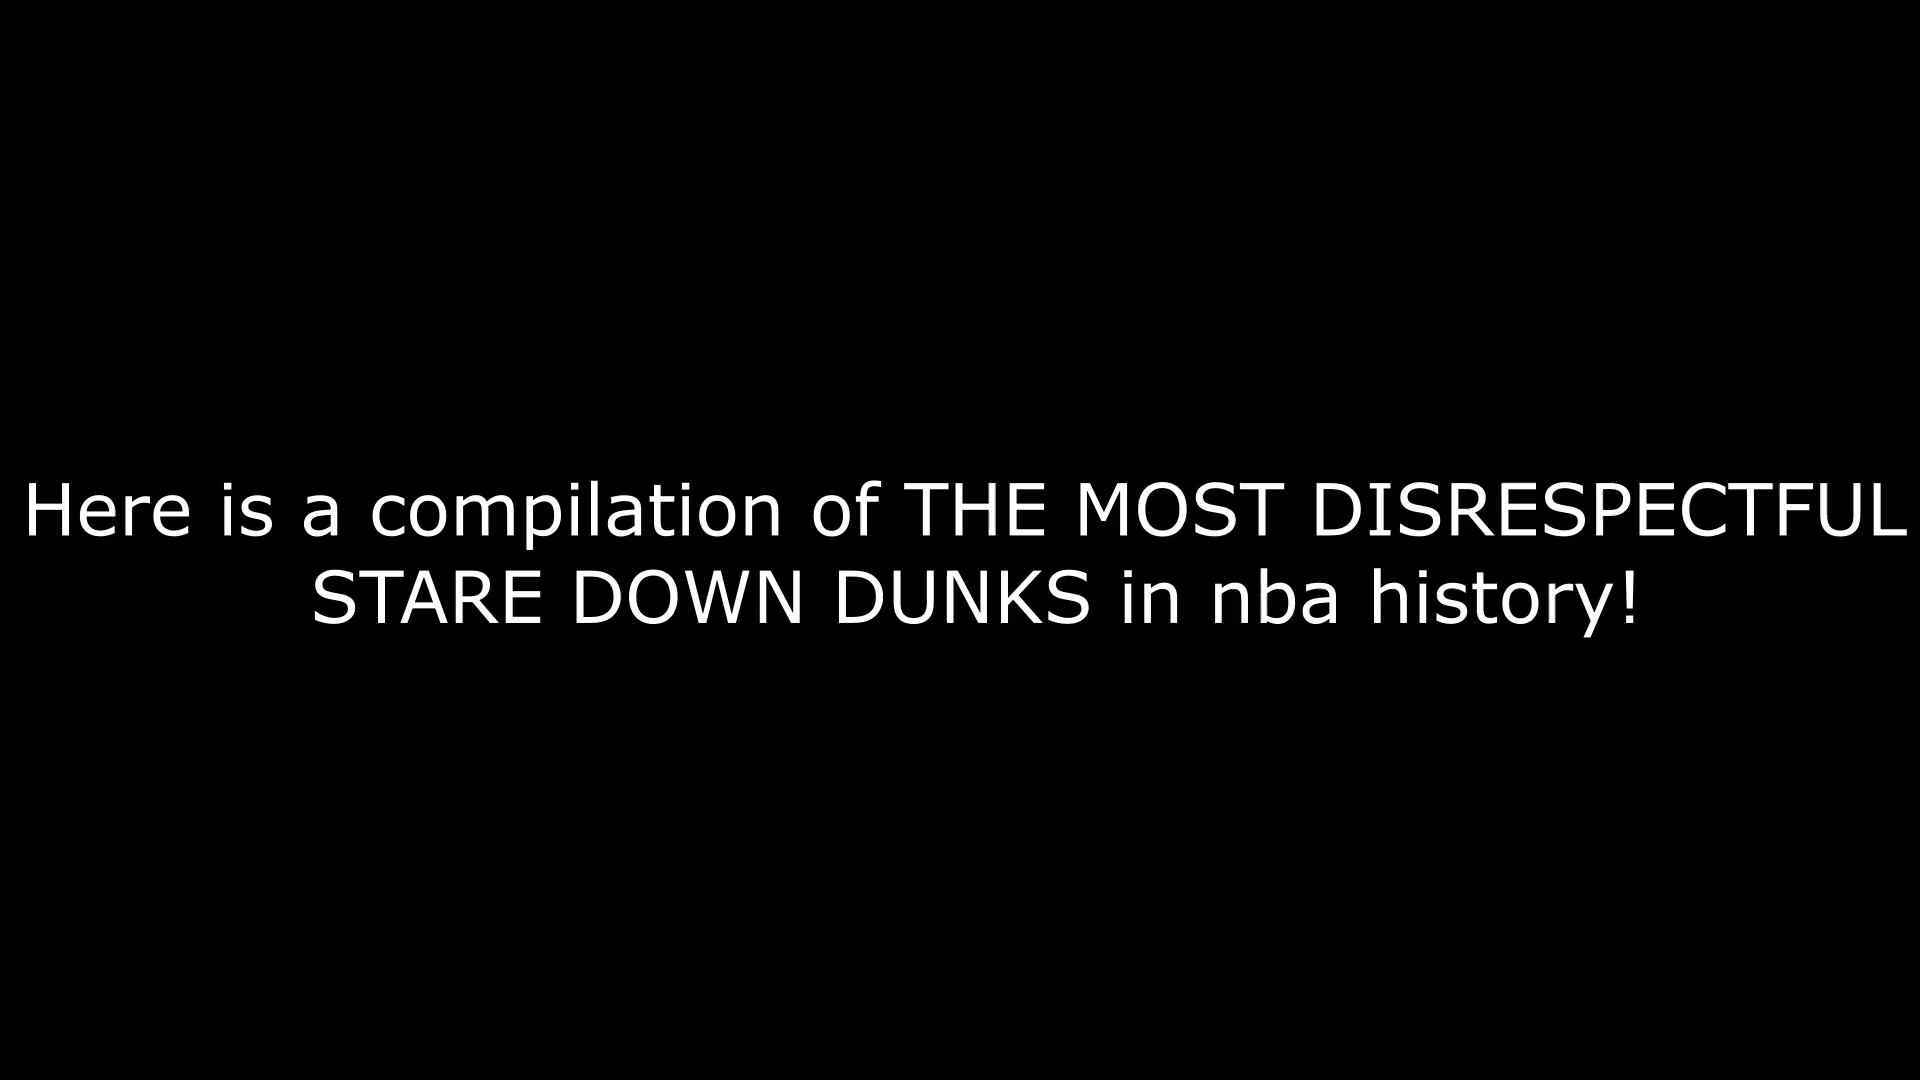 Here is a compilation of THE MOST DISRESPECTFUL
STARE DOWN DUNKS in nba history!